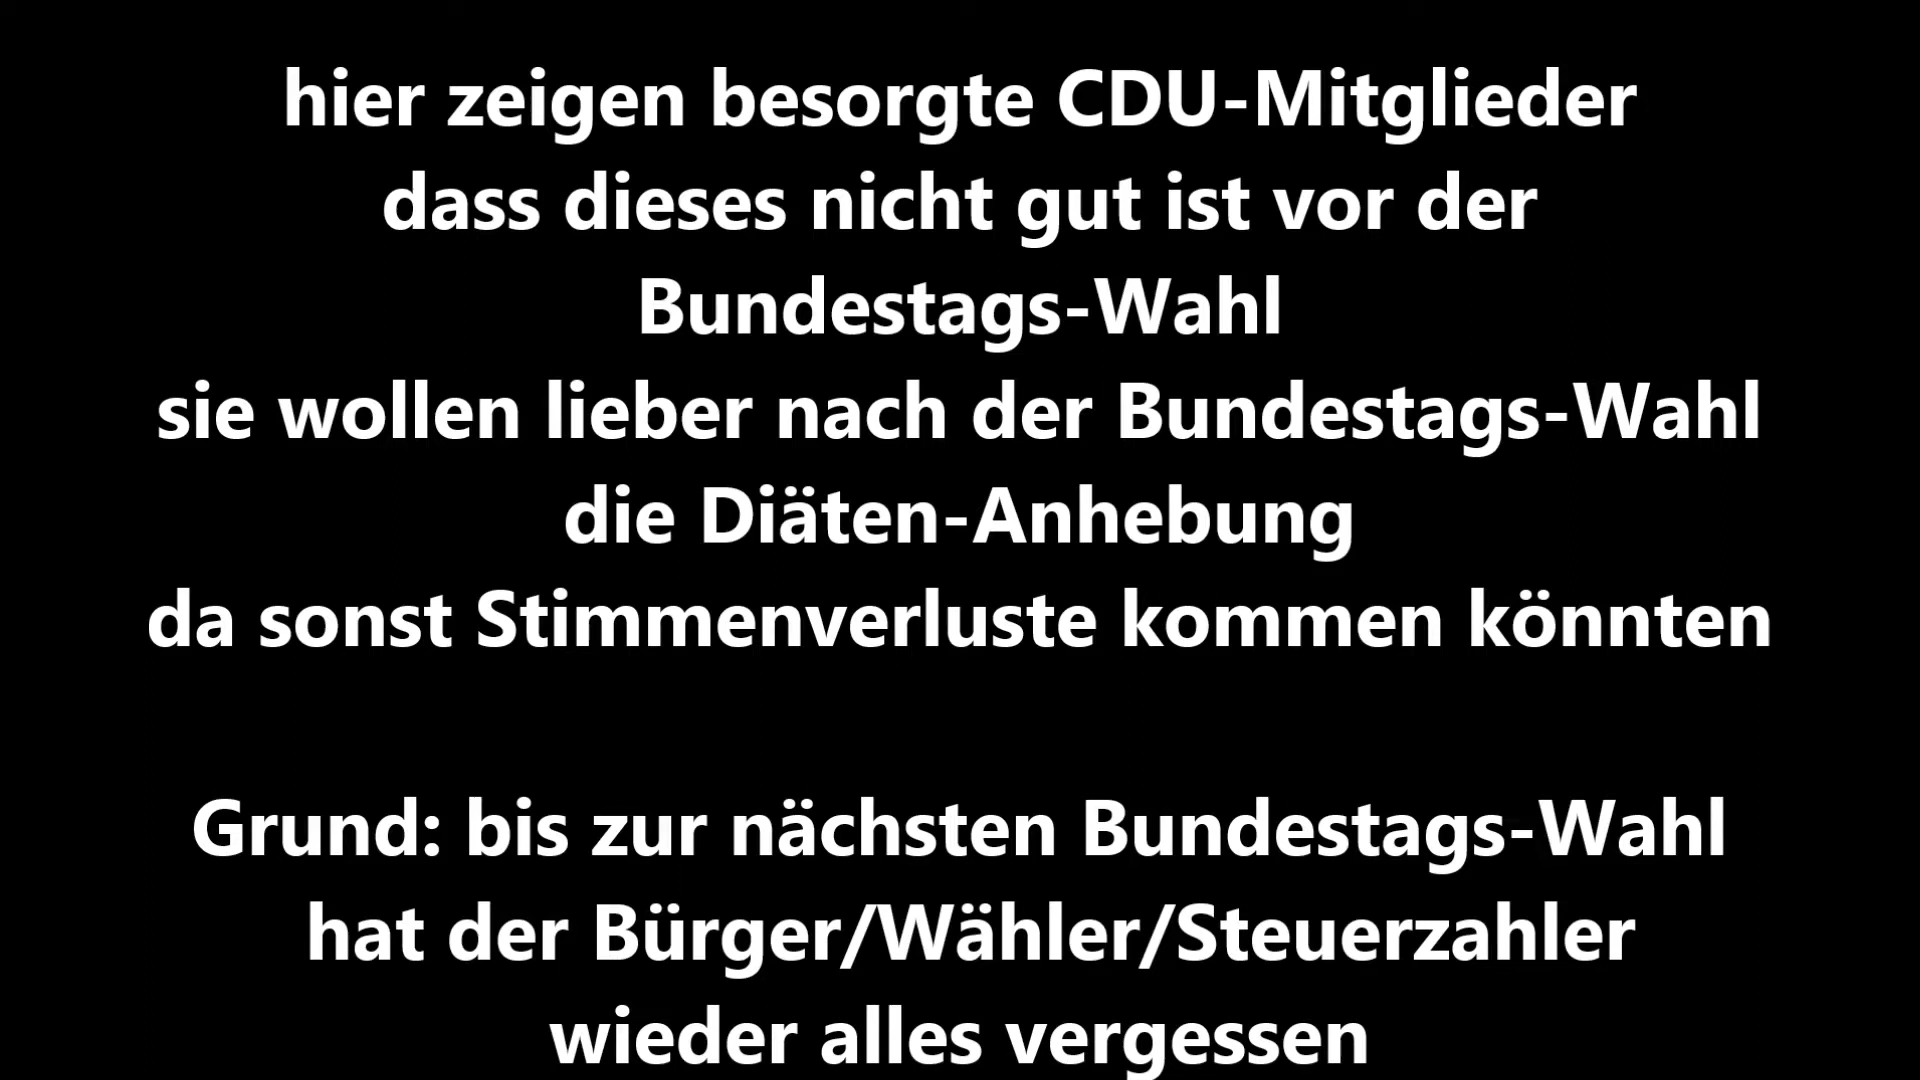 hier zeigen besorgte CDU-Mitglieder
dass dieses nicht gut ist vor der
Bundestags-Wahl
sie wollen lieber nach der Bundestags-Wahl
die Diäten-Anhebung
da sonst Stimmenverluste kommen könnten
Grund: bis zur nächsten Bundestags-Wahl
hat der Bürger/Wähler/Steuerzahler
wieder alles vergessen